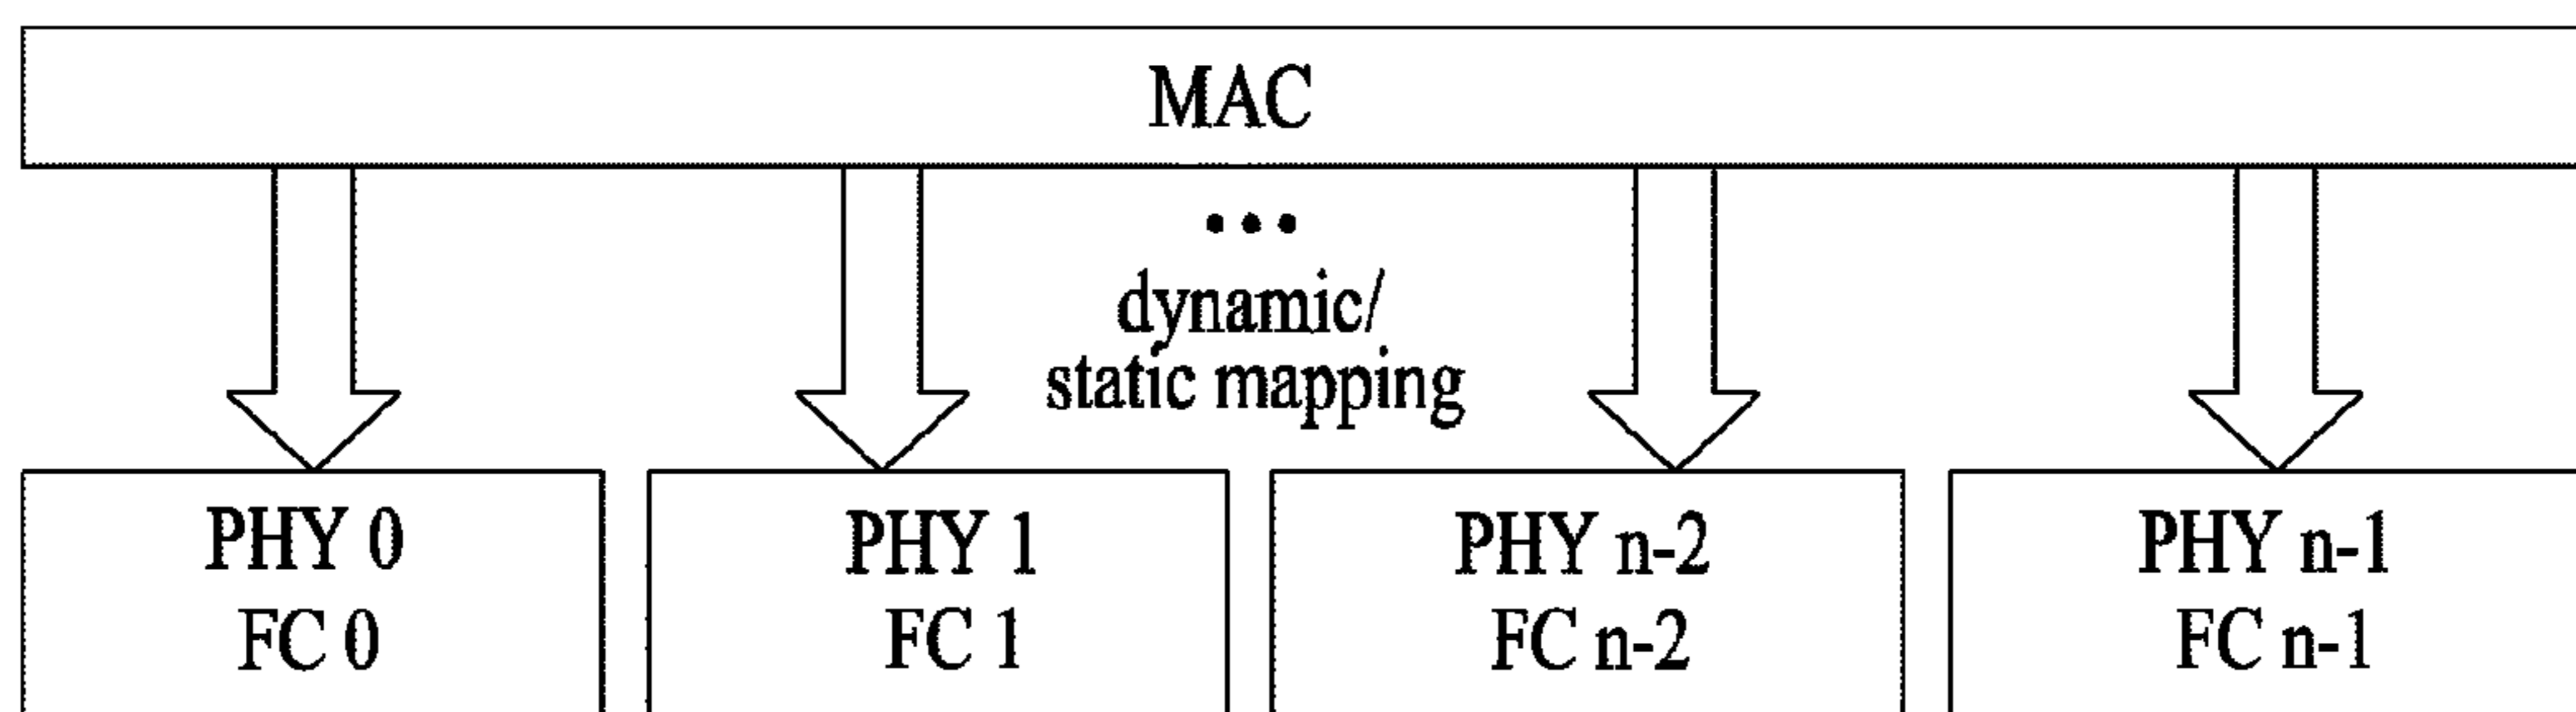 MAC
•••
dynamic/
static mapping
PHY 0
FC 0
PHY 1
FC 1
PHY n-2
FC n-2
PHY n-1
FC n-1